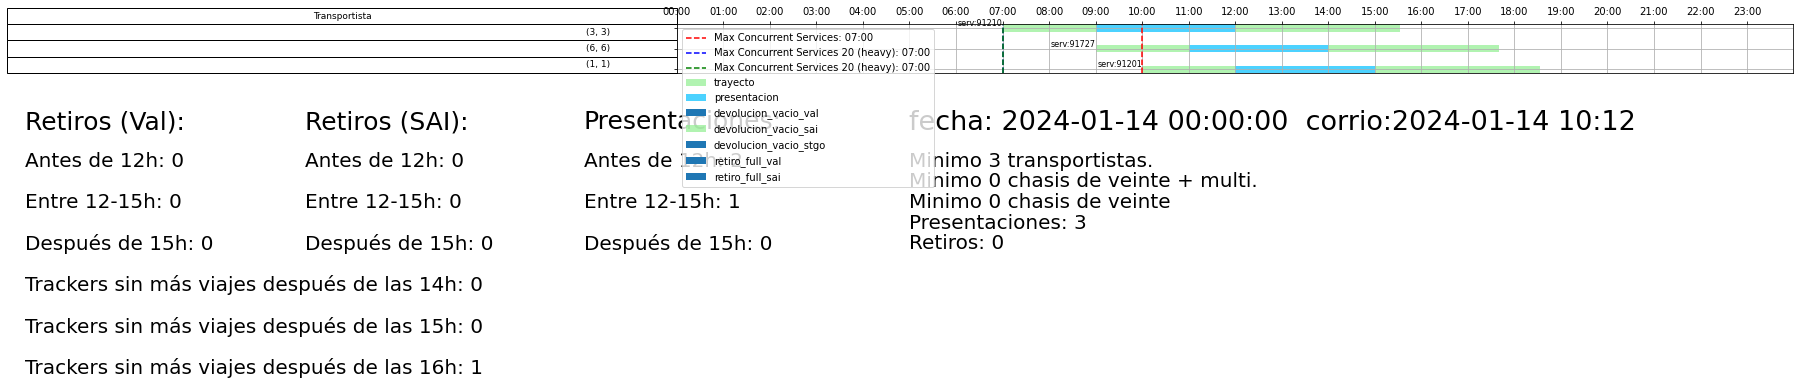 Transportista
00:00 01:00 02:00 03:00 04:00 05:00 06:00 07:00 08:00 09:00 10:00 11:00 12:00 13:00 14:00 15:00 16:00 17:00 18:00 19:00 20:00 21:00 22:00 23:00
(3, 3)
serv:91210
(6, 6)
serv:91727
(1, 1)
serv:91201
Max Concurrent Services: 07:00
Max Concurrent Services 20 (heavy): 07:00
Max Concurrent Services 20 (heavy): 07:00
trayecto
presentacion
devolucion_vacio_val
devolucion_vacio_sai
devolucion_vacio_stgo
retiro_full_val
retiro_full_sai
Retiros (Val):
Antes de 12h: 0
Entre 12-15h: 0
Después de 15h: 0
Retiros (SAI):
Antes de 12h: 0
Entre 12-15h: 0
Después de 15h: 0
Presentaciones
Antes de 12h: 2
Entre 12-15h: 1
Después de 15h: 0
fecha: 2024-01-14 00:00:00 corrio:2024-01-14 10:12
Minimo 3 transportistas.
Minimo 0 chasis de veinte + multi.
Minimo 0 chasis de veinte
Presentaciones: 3
Retiros: 0
Trackers sin más viajes después de las 14h: 0
Trackers sin más viajes después de las 15h: 0
Trackers sin más viajes después de las 16h: 1